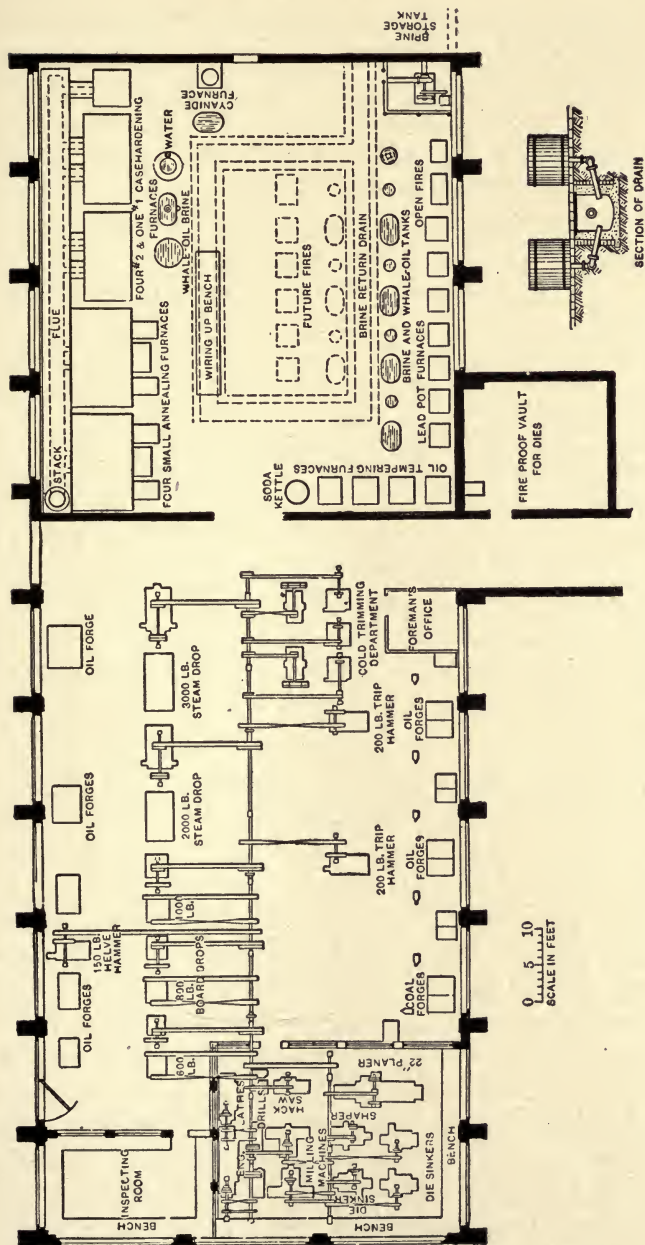 STACK
FLUE
FOUR SMALL ANNEALING FURNACES
FOUR #2 & ONE #1 CASEHARDENING
FURNACES
WHALE-OIL BRINE
WATER
CYANIDE
FURNACE
BRINE
STORAGE
TANK
WIRING UP BENCH
FUTURE FIRES
BRINE RETURN DRAIN
BRINE AND WHALE-OIL TANKS
LEAD POT FURNACES
OPEN FIRES
SODA
KETTLE
OIL TEMPERING FURNACES
FIRE PROOF VAULT
FOR DIES
SECTION OF DRAIN
OIL FORGE
OIL FORGES
OIL FORGES
150 LB.
HELVE
HAMMER
3000 LB.
STEAM DROP
2000 LB.
STEAM DROP
1000
LB.
800
LB.
BOARD DROPS
600
LB.
COLD TRIMMING
DEPARTMENT
200 LB. TRIP
HAMMER
200 LB. TRIP
HAMMER
FOREMAN'S
OFFICE
OIL
FORGES
OIL
FORGES
COAL
FORGES
INSPECTING
ROOM
BENCH
LATHES
DRILLS
HACK
SAW
MILLING
MACHINES
22" PLANER
SHAPER
DIE
SINKER
DIE SINKERS
BENCH
BENCH
0 5 10
SCALE IN FEET